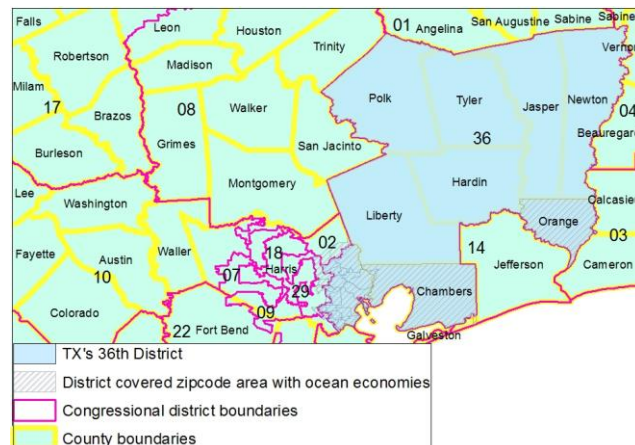 Falls
Leon
Houston
01
Angelina
San Augustine
Sabine
Sabine
Robertson
Trinity
Vernon
Madison
Milam
17
08
Walker
Polk
Tyler
Jasper
Newton
04
Brazos
36
Beauregard
Grimes
San Jacinto
Burleson
Montgomery
Hardin
Lee
Washington
Liberty
Orange
Calcasieu
Waller
02
18
14
03
Fayette
Austin
07
Harris
Jefferson
Cameron
10
29
Chambers
Colorado
09
22
Fort Bend
Galveston
TX's 36th District
District covered zipcode area with ocean economies
Congressional district boundaries
County boundaries